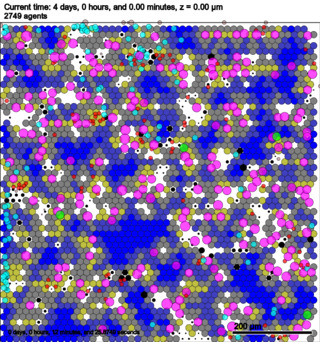 Current time: 4 days, 0 hours, and 0.00 minutes, z = 0.00 μm
2749 agents
200 μm